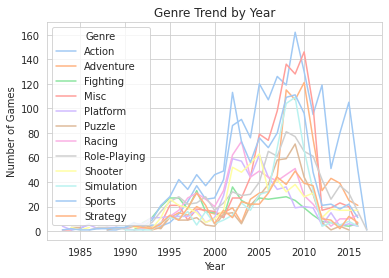 Genre Trend by Year
Number of Games
160
140
120
100
80
60
40
20
0
Genre
Action
Adventure
Fighting
Misc
Platform
Puzzle
Racing
Role-Playing
Shooter
Simulation
Sports
Strategy
1985
1990
1995
2000
2005
2010
2015
Year